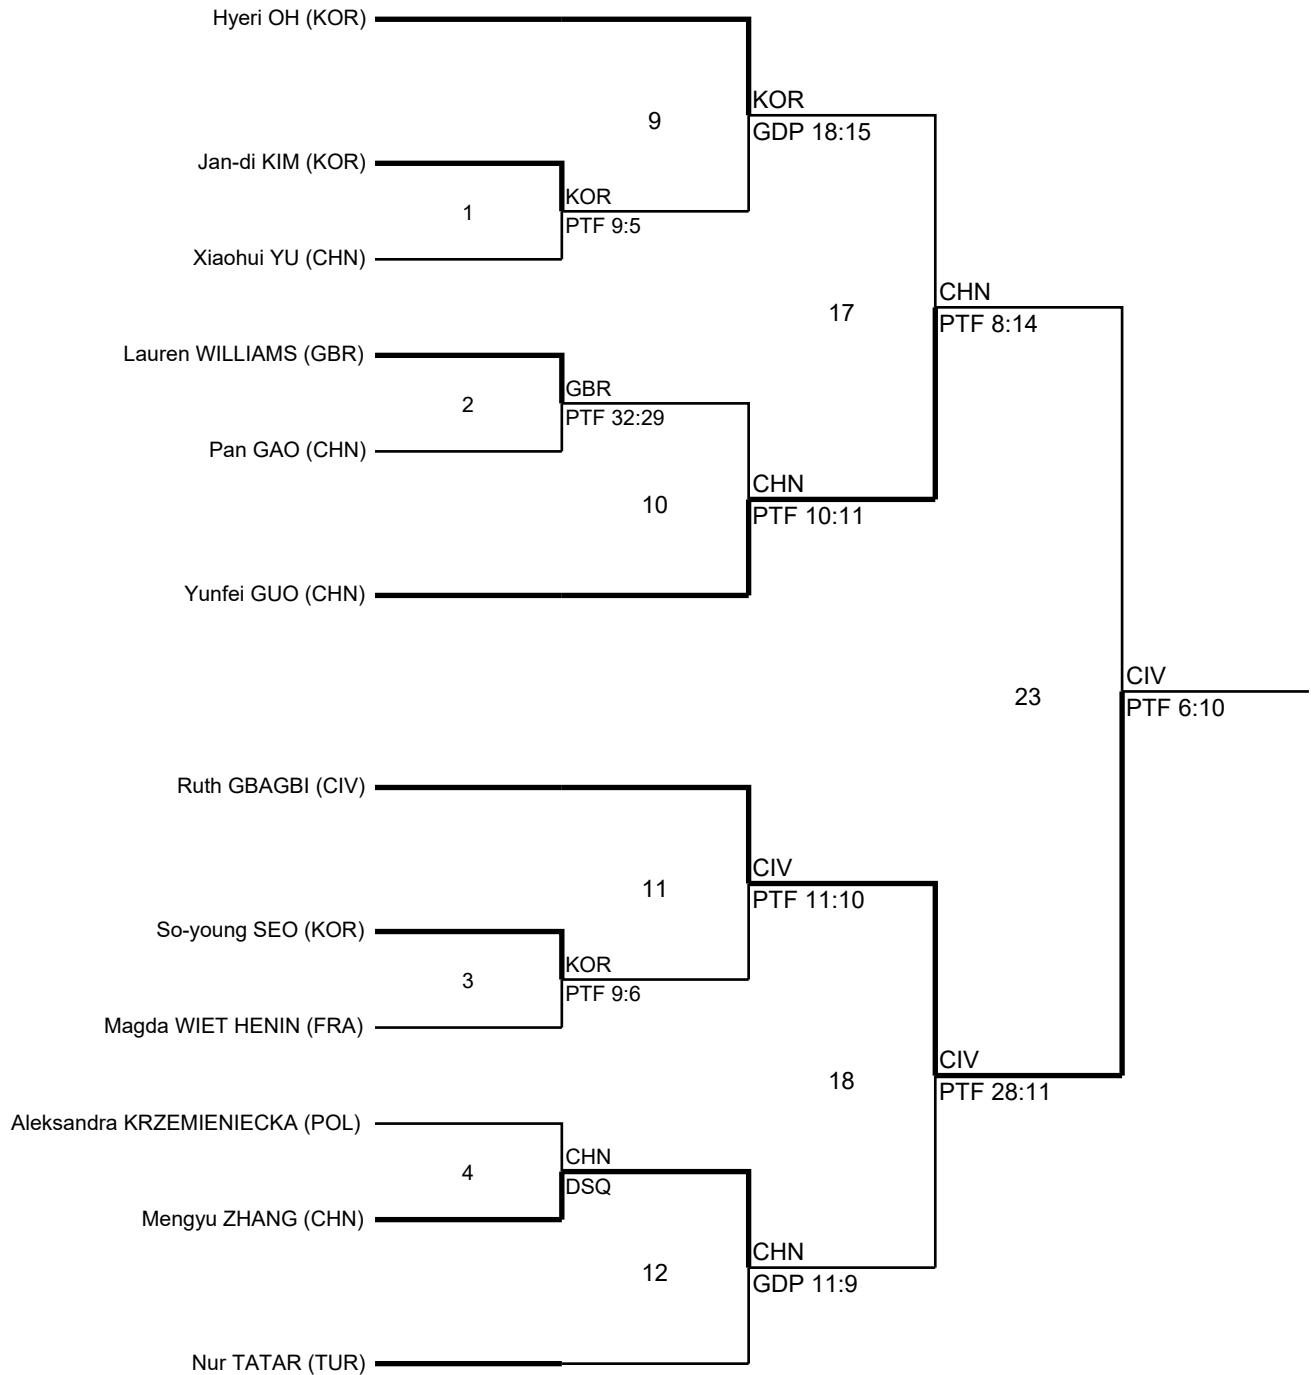 Hyeri OH (KOR)
KOR
9
GDP 18:15
Jan-di KIM (KOR)
KOR
1
PTF 9:5
Xiaohui YU (CHN)
CHN
17
PTF 8:14
Lauren WILLIAMS (GBR)
GBR
2
PTF 32:29
Pan GAO (CHN)
CHN
10
PTF 10:11
Yunfei GUO (CHN)
CIV
23
PTF 6:10
Ruth GBAGBI (CIV)
CIV
11
PTF 11:10
So-young SEO (KOR)
KOR
3
PTF 9:6
Magda WIET HENIN (FRA)
CIV
18
PTF 28:11
Aleksandra KRZEMIENIECKA (POL)
CHN
4
DSQ
Mengyu ZHANG (CHN)
CHN
12
GDP 11:9
Nur TATAR (TUR)